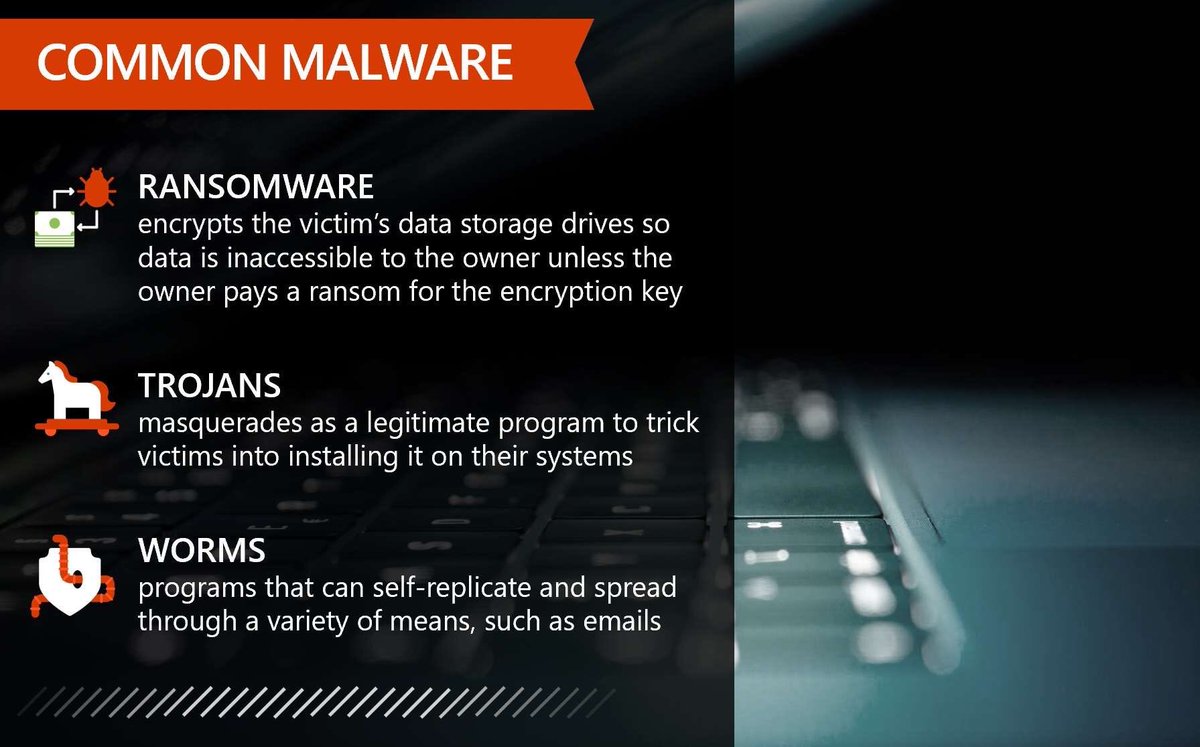 COMMON MALWARE
RANSOMWARE
encrypts the victim’s data storage drives so
data is inaccessible to the owner unless the
owner pays a ransom for the encryption key
TROJANS
masquerades as a legitimate program to trick
victims into installing it on their systems
WORMS
programs that can self-replicate and spread
through a variety of means, such as emails